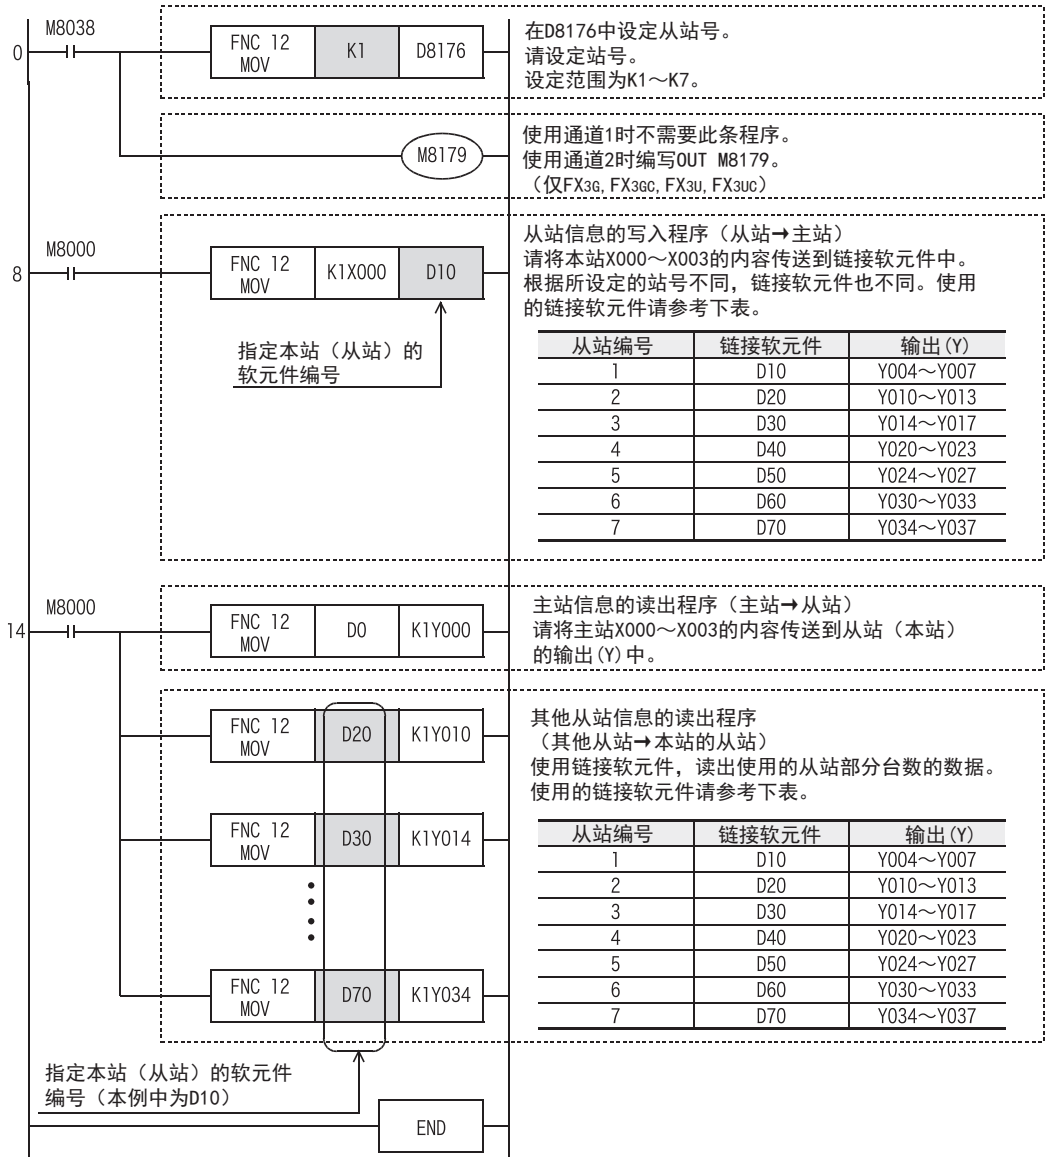 M8038
0
FNC 12
MOV
K1
D8176
在D8176中设定从站号。
请设定站号。
设定范围为K1～K7。
M8179
使用通道1时不需要此条程序。
使用通道2时编写OUT M8179。
（仅FX3G, FX3GC, FX3U, FX3UC）
M8000
8
FNC 12
MOV
K1X000
D10
指定本站（从站）的
软元件编号
从站信息的写入程序（从站➞主站）
请将本站X000～X003的内容传送到链接软元件中。
根据所设定的站号不同，链接软元件也不同。使用
的链接软元件请参考下表。
从站编号 链接软元件 输出(Y)
1 D10 Y004～Y007
2 D20 Y010～Y013
3 D30 Y014～Y017
4 D40 Y020～Y023
5 D50 Y024～Y027
6 D60 Y030～Y033
7 D70 Y034～Y037
M8000
14
FNC 12
MOV
D0
K1Y000
主站信息的读出程序（主站➞从站）
请将主站X000～X003的内容传送到从站（本站）
的输出(Y)中。
FNC 12
MOV
D20
K1Y010
FNC 12
MOV
D30
K1Y014
FNC 12
MOV
D70
K1Y034
其他从站信息的读出程序
（其他从站➞本站的从站）
使用链接软元件，读出使用的从站部分台数的数据。
使用的链接软元件请参考下表。
从站编号 链接软元件 输出(Y)
1 D10 Y004～Y007
2 D20 Y010～Y013
3 D30 Y014～Y017
4 D40 Y020～Y023
5 D50 Y024～Y027
6 D60 Y030～Y033
7 D70 Y034～Y037
指定本站（从站）的软元件
编号（本例中为D10）
END